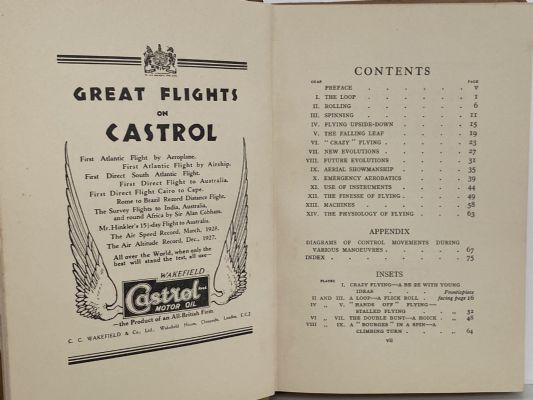 GREAT FLIGHTS
ON
CASTROL
First Atlantic Flight by Aeroplane.
First Atlantic Flight by Airship.
First Direct South Atlantic Flight.
First Direct Flight to Australia.
First Direct Flight Cairo to Cape.
Rome to Brazil Record Distance Flight.
The Survey Flights to India, Australia,
and round Africa by Sir Alan Cobham.
Mr. Hinkler's 15½-day Flight to Australia.
The Air Speed Record, March, 1928.
The Air Altitude Record, Dec., 1927.
All over the World, when only the
best will stand the test, all use—
WAKEFIELD
Castrol
MOTOR OIL
—the Product of an All-British Firm
C. C. WAKEFIELD & Co., Ltd., Wakefield House, Cheapside, London, E.C.2
CONTENTS
CHAP. PAGE
PREFACE . . . . . . v
I. THE LOOP . . . . . . 1
II. ROLLING . . . . . . 6
III. SPINNING . . . . . . 11
IV. FLYING UPSIDE-DOWN . . . . 15
V. THE FALLING LEAF . . . . 19
VI. "CRAZY" FLYING . . . . . 23
VII. NEW EVOLUTIONS . . . . . 27
VIII. FUTURE EVOLUTIONS . . . . 31
IX. AERIAL SHOWMANSHIP . . . . 35
X. EMERGENCY AEROBATICS . . . . 39
XI. USE OF INSTRUMENTS . . . . 44
XII. THE FINESSE OF FLYING . . . . 49
XIII. MACHINES . . . . . . 58
XIV. THE PHYSIOLOGY OF FLYING . . . 63
APPENDIX
DIAGRAMS OF CONTROL MOVEMENTS DURING
VARIOUS MANOEUVRES . . . . 67
INDEX . . . . . . . 75
INSETS
PLATES
I. CRAZY FLYING—A BE 2E WITH YOUNG
IDEAS . . . . Frontispiece
II AND III. A LOOP—A FLICK ROLL . facing page 16
IV " V. "HANDS OFF" FLYING—
STALLED FLYING . . " 32
VI " VII. THE DOUBLE BUNT—A HOICK . " 48
VIII " IX. A "BOURGES" IN A SPIN—A
CLIMBING TURN . . " 64
vii